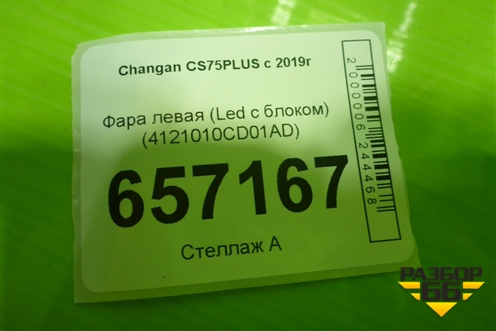 Changan CS75PLUS с 2019г
Фара левая (Led с блоком)
(4121010CD01AD)
657167
Стеллаж А
2000006244468
РАЗБОР
66